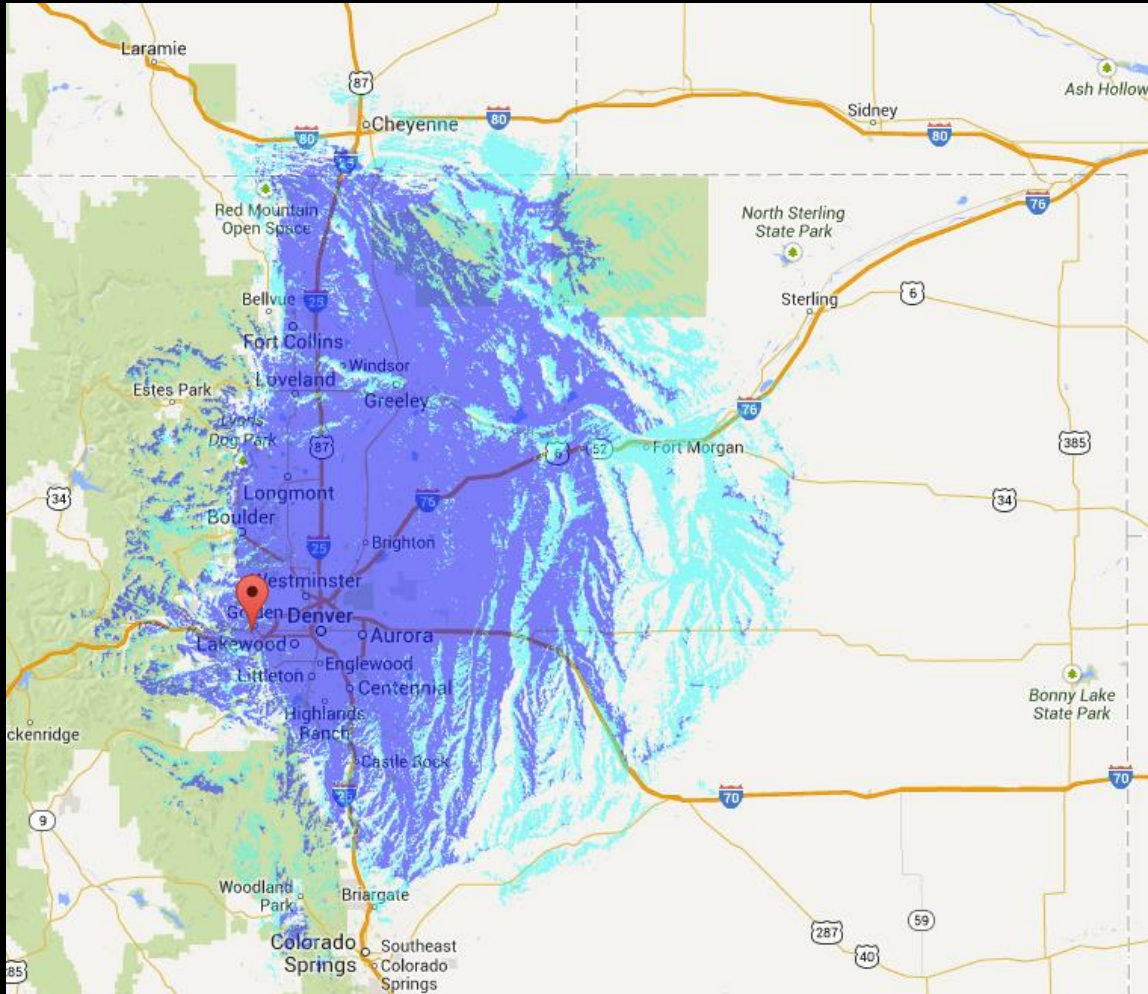 Laramie
87
Ash Hollow
80
Sidney
Cheyenne
80
80
25
76
Red Mountain
Open Space
North Sterling
State Park
Bellvue
25
Sterling
6
Fort Collins
Windsor
Loveland
Estes Park
Greeley
76
Lyons
Dog Park
87
6
52
Fort Morgan
385
Longmont
34
76
34
Boulder
25
Brighton
Westminster
Golden
Denver
Aurora
Lakewood
Englewood
Littleton
Centennial
Bonny Lake
State Park
Highlands
Ranch
ckenridge
Castle Rock
25
70
70
9
Woodland
Park
Briargate
59
287
Colorado
Springs
Southeast
Colorado
Springs
40
285